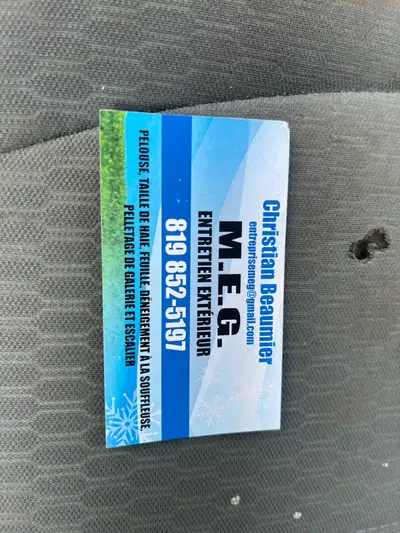 Christian Beaumier
entreprisemeg@gmail.com
M.E.G.
ENTRETIEN EXTÉRIEUR
819 852-5197
PELOUSE, TAILLE DE HAIE, FEUILLE, DÉNEIGEMENT À LA SOUFFLEUSE,
PELLETAGE DE GALERIE ET ESCALIER